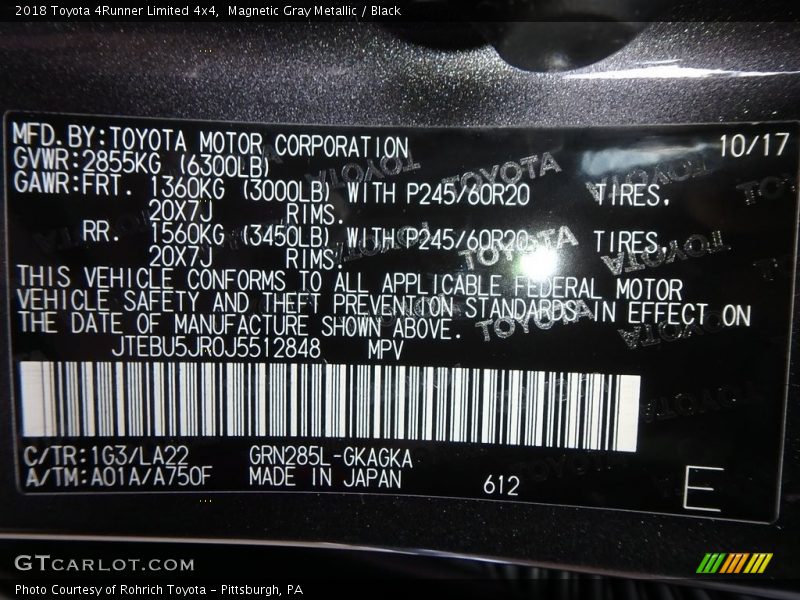 2018 Toyota 4Runner Limited 4x4,  Magnetic Gray Metallic / Black
MFD.BY:TOYOTA MOTOR CORPORATION 10/17
GVWR:2855KG (6300LB)
GAWR:FRT. 1360KG (3000LB) WITH P245/60R20 TIRES.
20X7J RIMS.
RR. 1560KG (3450LB) WITH P245/60R20 TIRES.
20X7J RIMS.
THIS VEHICLE CONFORMS TO ALL APPLICABLE FEDERAL MOTOR
VEHICLE SAFETY AND THEFT PREVENTION STANDARDS IN EFFECT ON
THE DATE OF MANUFACTURE SHOWN ABOVE.
JTEBU5JR0J5512848 MPV
C/TR:1G3/LA22 GRN285L-GKAGKA
A/TM:A01A/A750F MADE IN JAPAN 612 E
GTCARLOT.COM
Photo Courtesy of Rohrich Toyota - Pittsburgh, PA